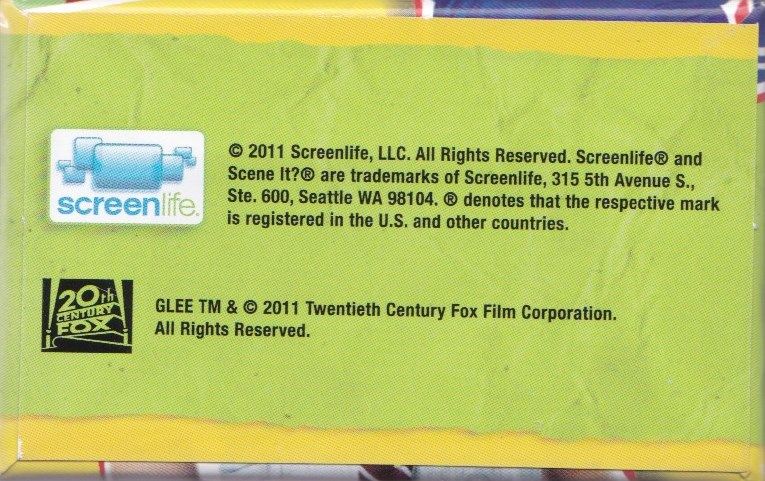 screenlife.
© 2011 Screenlife, LLC. All Rights Reserved. Screenlife® and
Scene It?® are trademarks of Screenlife, 315 5th Avenue S.,
Ste. 600, Seattle WA 98104. ® denotes that the respective mark
is registered in the U.S. and other countries.
20th
CENTURY
FOX
GLEE TM & © 2011 Twentieth Century Fox Film Corporation.
All Rights Reserved.